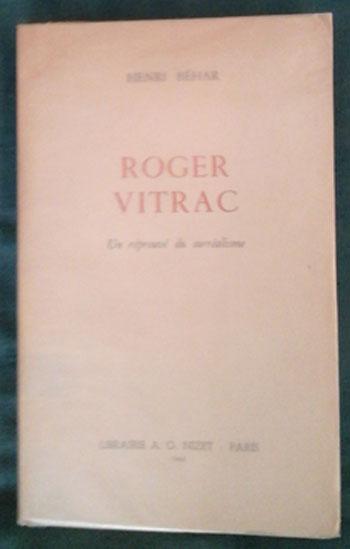 HENRI BÉHAR
ROGER
VITRAC
Un réprouvé du surréalisme
LIBRAIRIE A. G. NIZET - PARIS